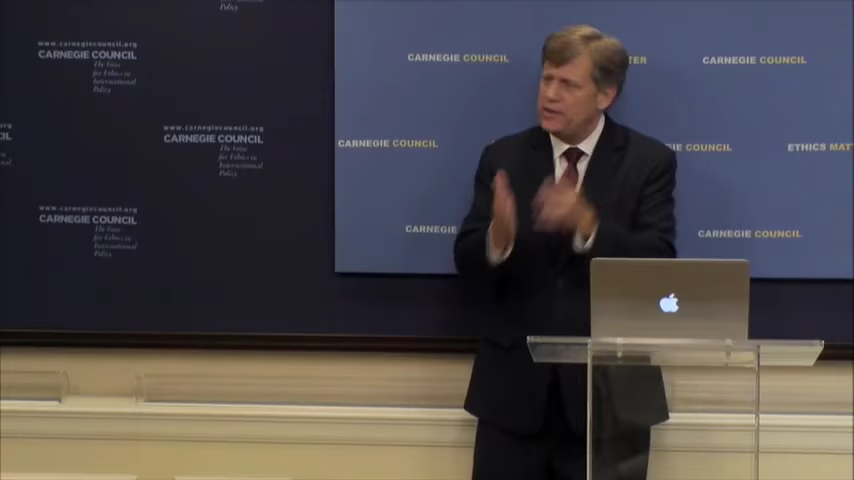 Policy
www.carnegiecouncil.org
CARNEGIE COUNCIL
The Voice
for Ethics in
International
Policy
www.carnegiecouncil.org
CARNEGIE COUNCIL
The Voice
for Ethics in
International
Policy
www.carnegiecouncil.org
CARNEGIE COUNCIL
The Voice
for Ethics in
International
Policy
CARNEGIE COUNCIL
TER
CARNEGIE COUNCIL
CARNEGIE COUNCIL
CARNEGIE COUNCIL
ETHICS MAT
CARNEGIE
CARNEGIE COUNCIL